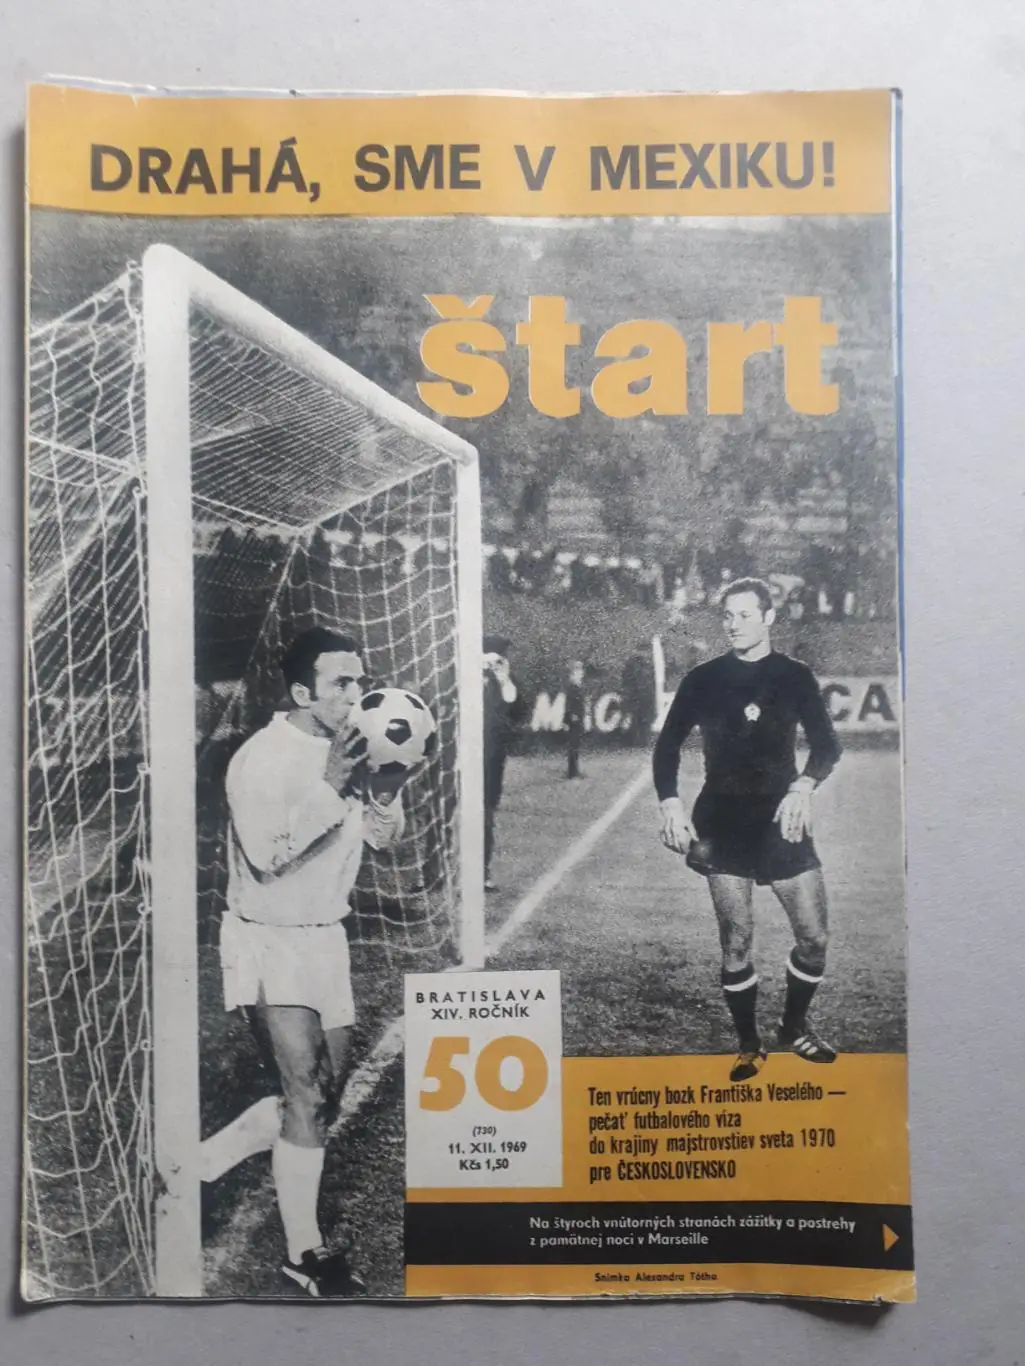 DRAHÁ, SME V MEXIKU!
štart
M.I.C.
CA
BRATISLAVA
XIV. ROČNÍK
50
(730)
11. XII. 1969
Kčs 1,50
Ten vrúcny bozk Františka Veselého —
pečať futbalového víza
do krajiny majstrovstiev sveta 1970
pre ČESKOSLOVENSKO
Na štyroch vnútorných stranách zážitky a postrehy
z pamätnej noci v Marseille
Snímka Alexandra Tótha